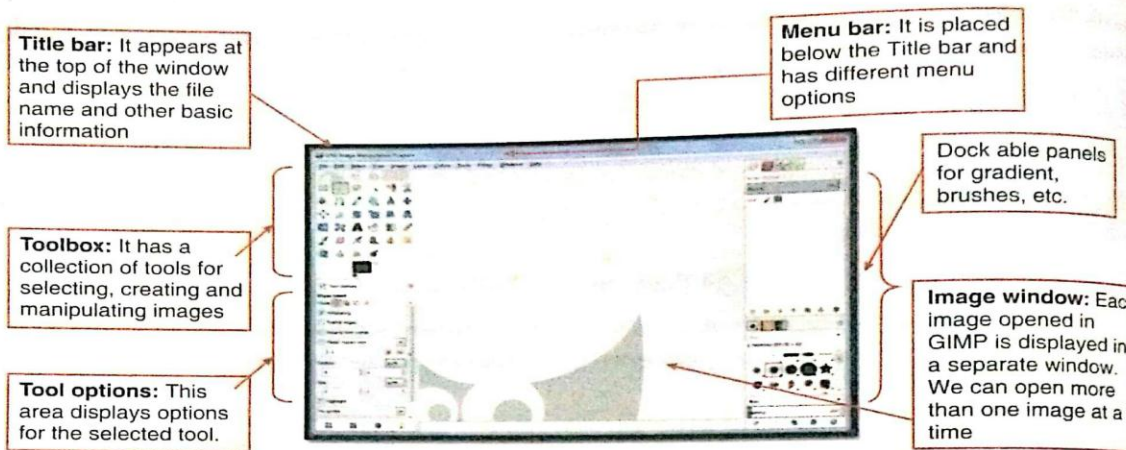 Title bar: It appears at
the top of the window
and displays the file
name and other basic
information
Menu bar: It is placed
below the Title bar and
has different menu
options
Dock able panels
for gradient,
brushes, etc.
Toolbox: It has a
collection of tools for
selecting, creating and
manipulating images
Image window: Eac
image opened in
GIMP is displayed in
a separate window.
We can open more
than one image at a
time
Tool options: This
area displays options
for the selected tool.